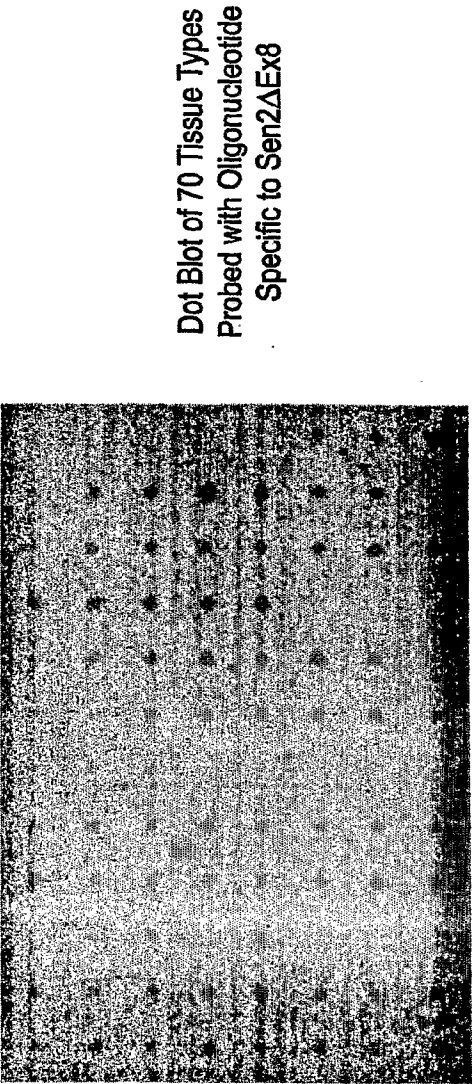 Dot Blot of 70 Tissue Types
Probed with Oligonucleotide
Specific to Sen2ΔEx8